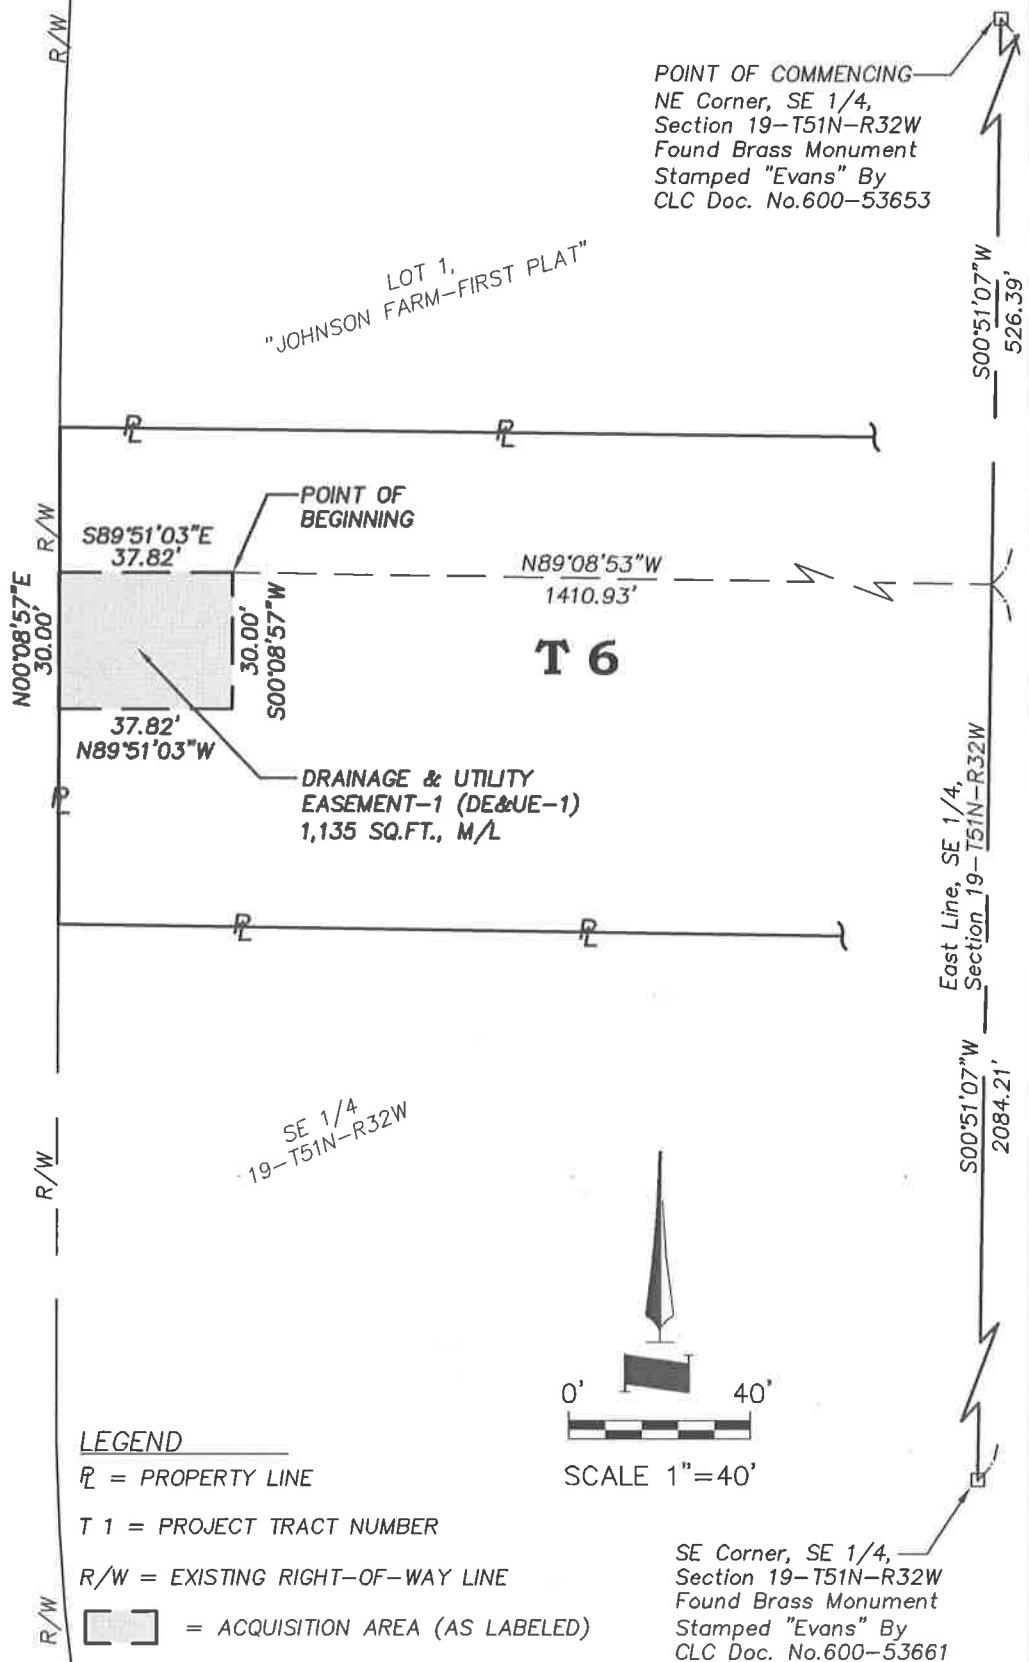 R/W
POINT OF COMMENCING
NE Corner, SE 1/4,
Section 19-T51N-R32W
Found Brass Monument
Stamped "Evans" By
CLC Doc. No.600-53653
S00°51'07"W
526.39'
LOT 1,
"JOHNSON FARM-FIRST PLAT"
PL
PL
R/W
POINT OF
BEGINNING
S89°51'03"E
37.82'
N89°08'53"W
1410.93'
N00°08'57"E
30.00'
30.00'
S00°08'57"W
T 6
37.82'
N89°51'03"W
DRAINAGE & UTILITY
EASEMENT-1 (DE&UE-1)
1,135 SQ.FT., M/L
PL
East Line, SE 1/4,
Section 19-T51N-R32W
PL
PL
S00°51'07"W
2084.21'
SE 1/4
19-T51N-R32W
R/W
0' 40'
SCALE 1"=40'
LEGEND
PL = PROPERTY LINE
T 1 = PROJECT TRACT NUMBER
R/W = EXISTING RIGHT-OF-WAY LINE
= ACQUISITION AREA (AS LABELED)
R/W
SE Corner, SE 1/4,
Section 19-T51N-R32W
Found Brass Monument
Stamped "Evans" By
CLC Doc. No.600-53661